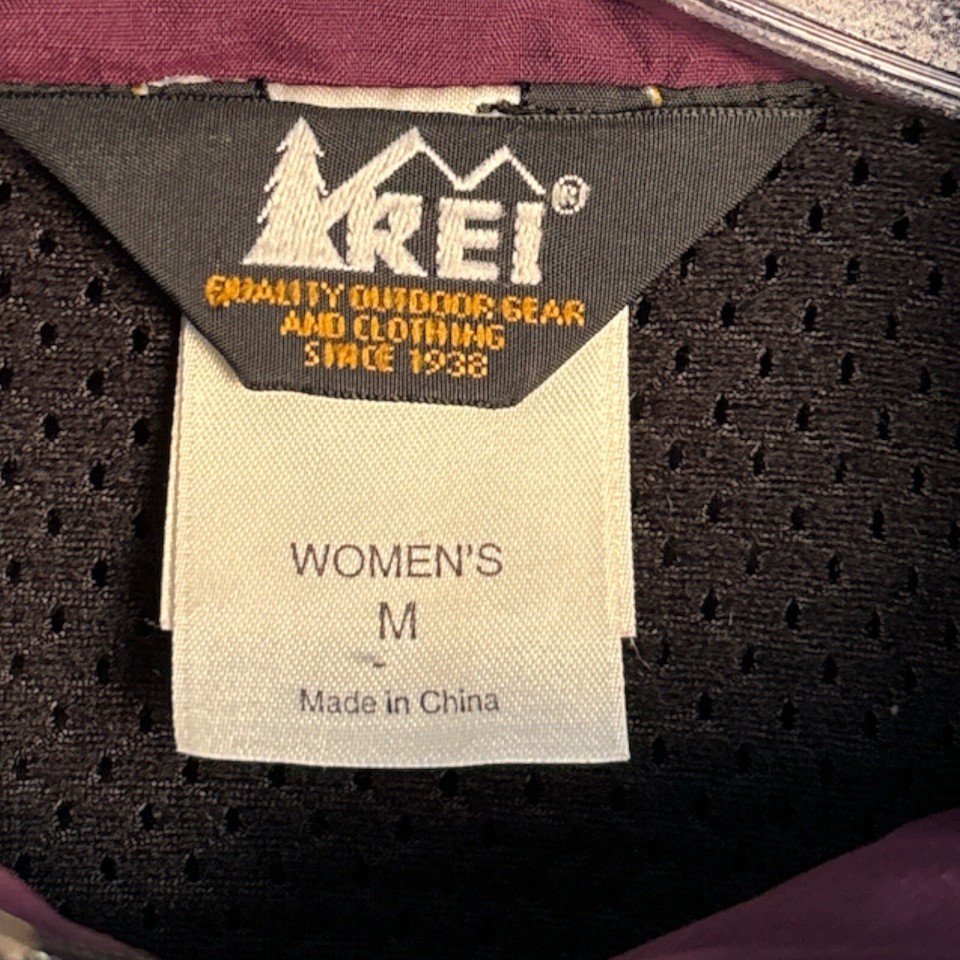 REI®
QUALITY OUTDOOR GEAR
AND CLOTHING
SINCE 1938
WOMEN'S
M
Made in China